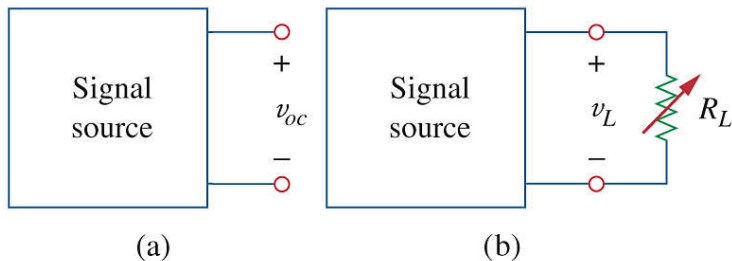 Signal
source
+
v_oc
−
(a)
Signal
source
+
v_L
−
R_L
(b)